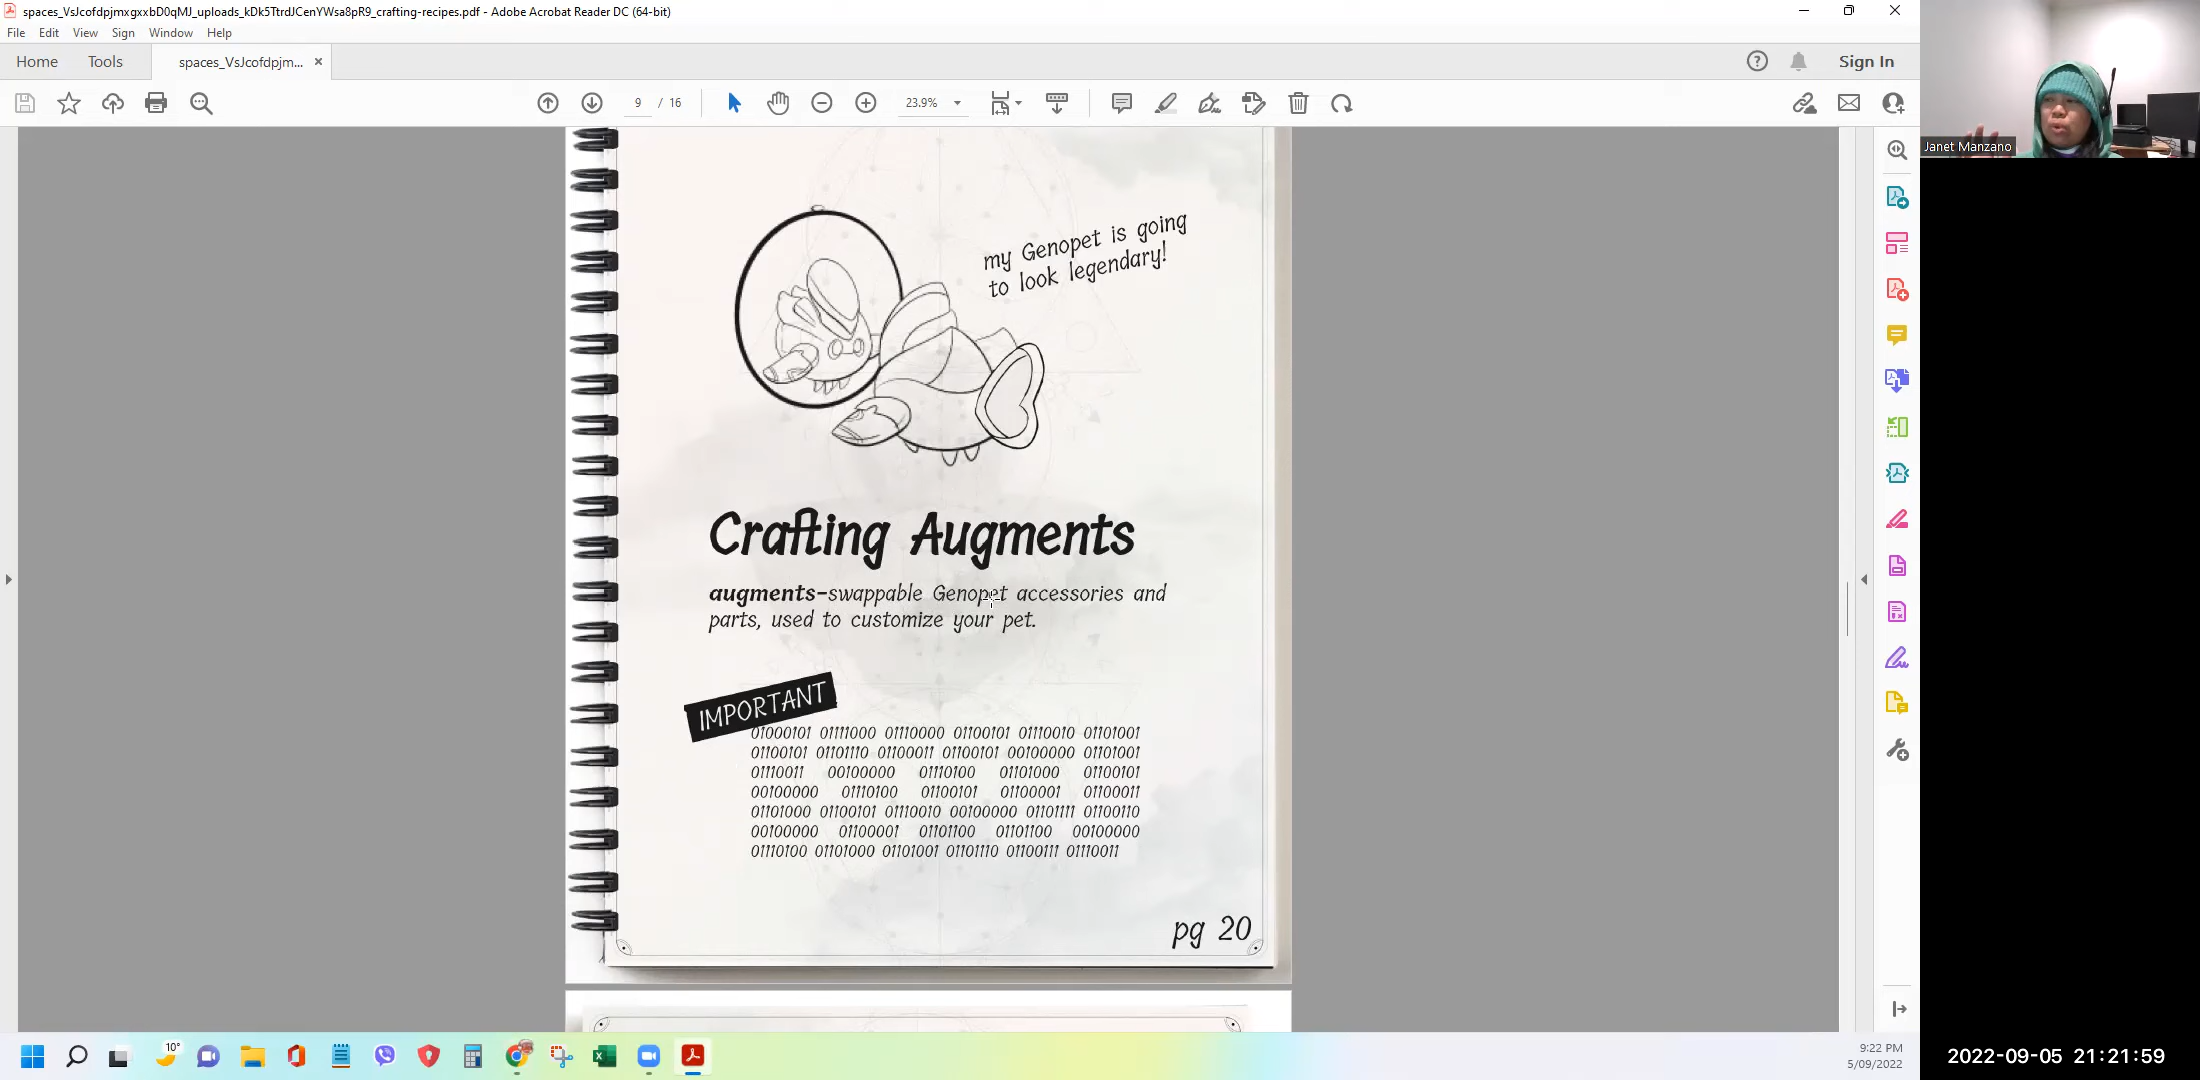 spaces_VsJcofdpjmxgxxbD0qMJ_uploads_kDk5TtrdJCenYWsa8pR9_crafting-recipes.pdf - Adobe Acrobat Reader DC (64-bit)
File Edit View Sign Window Help
Home Tools spaces_VsJcofdpjm... Sign In
9 / 16 23.9%
Janet Manzano
my Genopet is going
to look legendary!
Crafting Augments
augments-swappable Genopet accessories and
parts, used to customize your pet.
IMPORTANT
01000101 01111000 01110000 01100101 01110010 01101001
01100101 01101110 01100011 01100101 00100000 01101001
01110011 00100000 01110100 01101000 01100101
00100000 01110100 01100101 01100001 01100011
01101000 01100101 01110010 00100000 01101111 01100110
00100000 01100001 01101100 01101100 00100000
01110100 01101000 01101001 01101110 01100111 01110011
pg 20
10°
9:22 PM
5/09/2022
2022-09-05 21:21:59